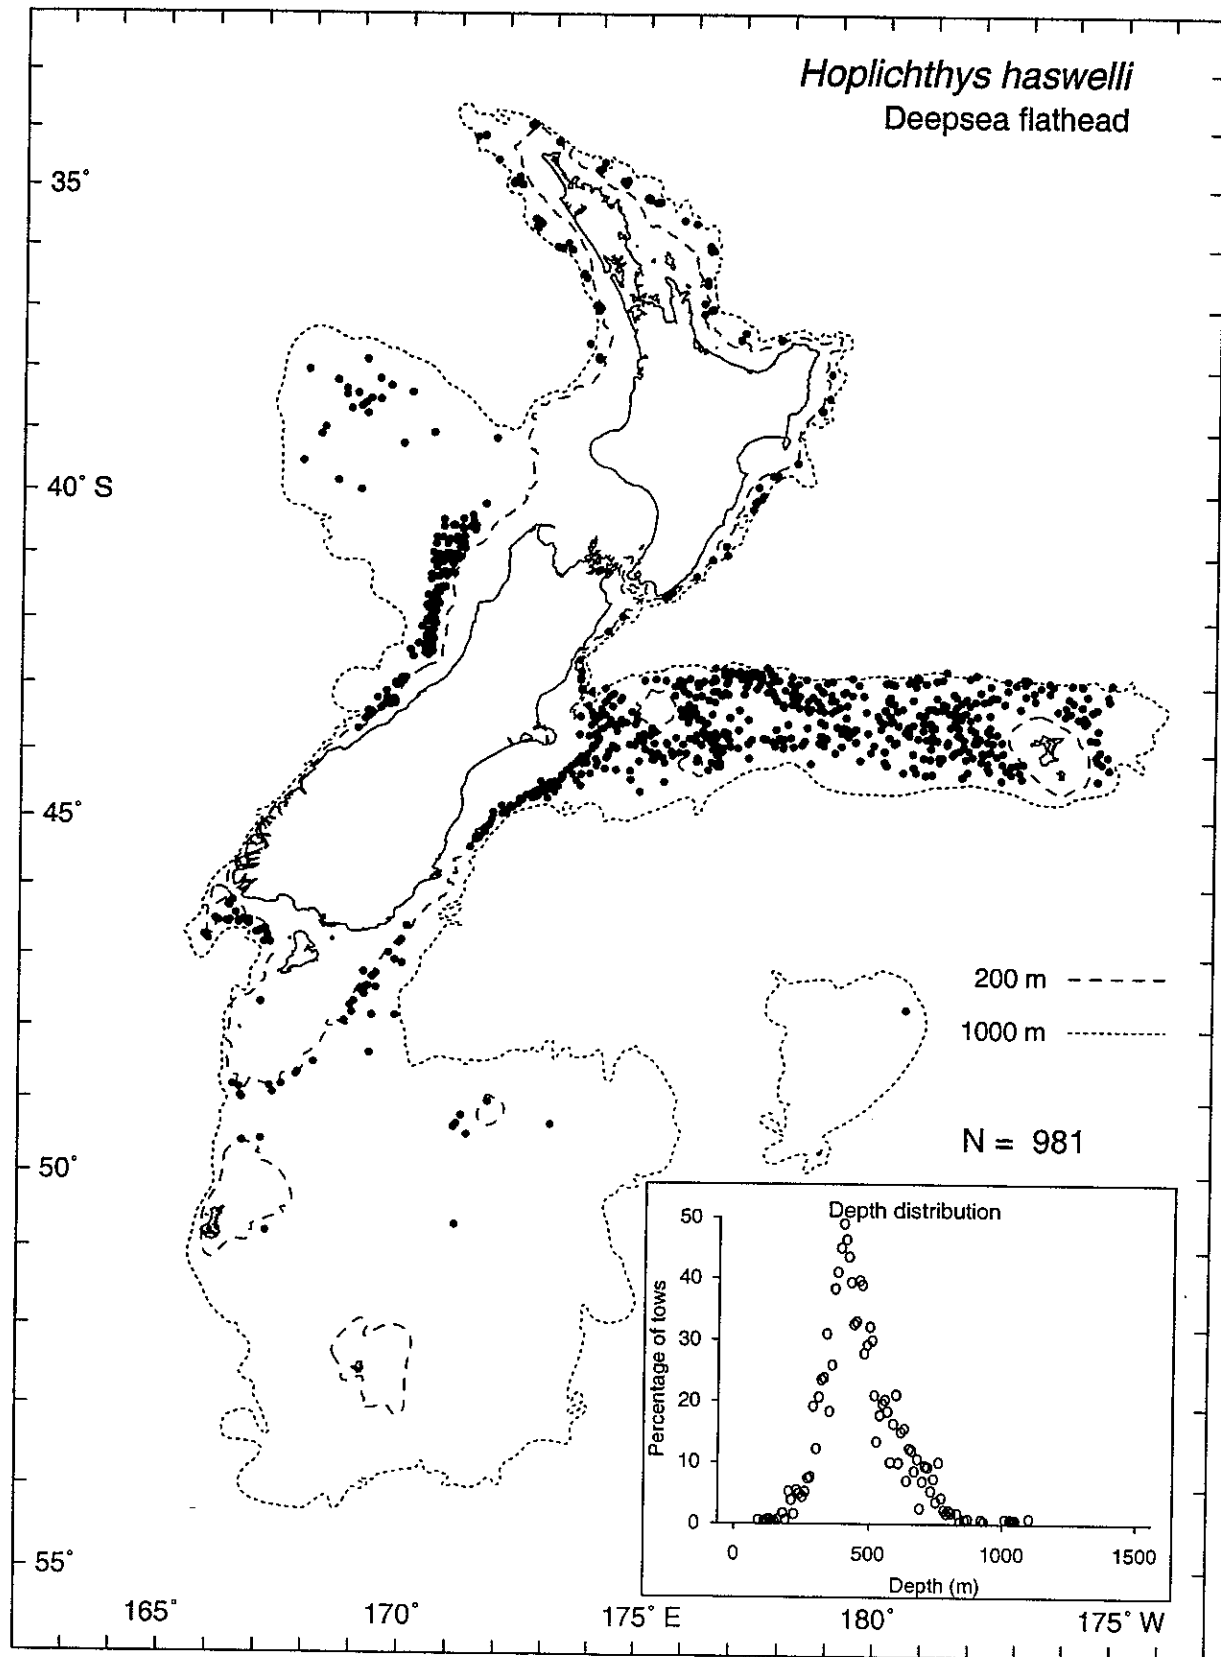 Hoplichthys haswelli
Deepsea flathead
35°
40° S
45°
50°
55°
200 m
1000 m
N = 981
Depth distribution
50
40
30
20
10
0
Percentage of tows
0 500 1000 1500
Depth (m)
165° 170° 175° E 180° 175° W